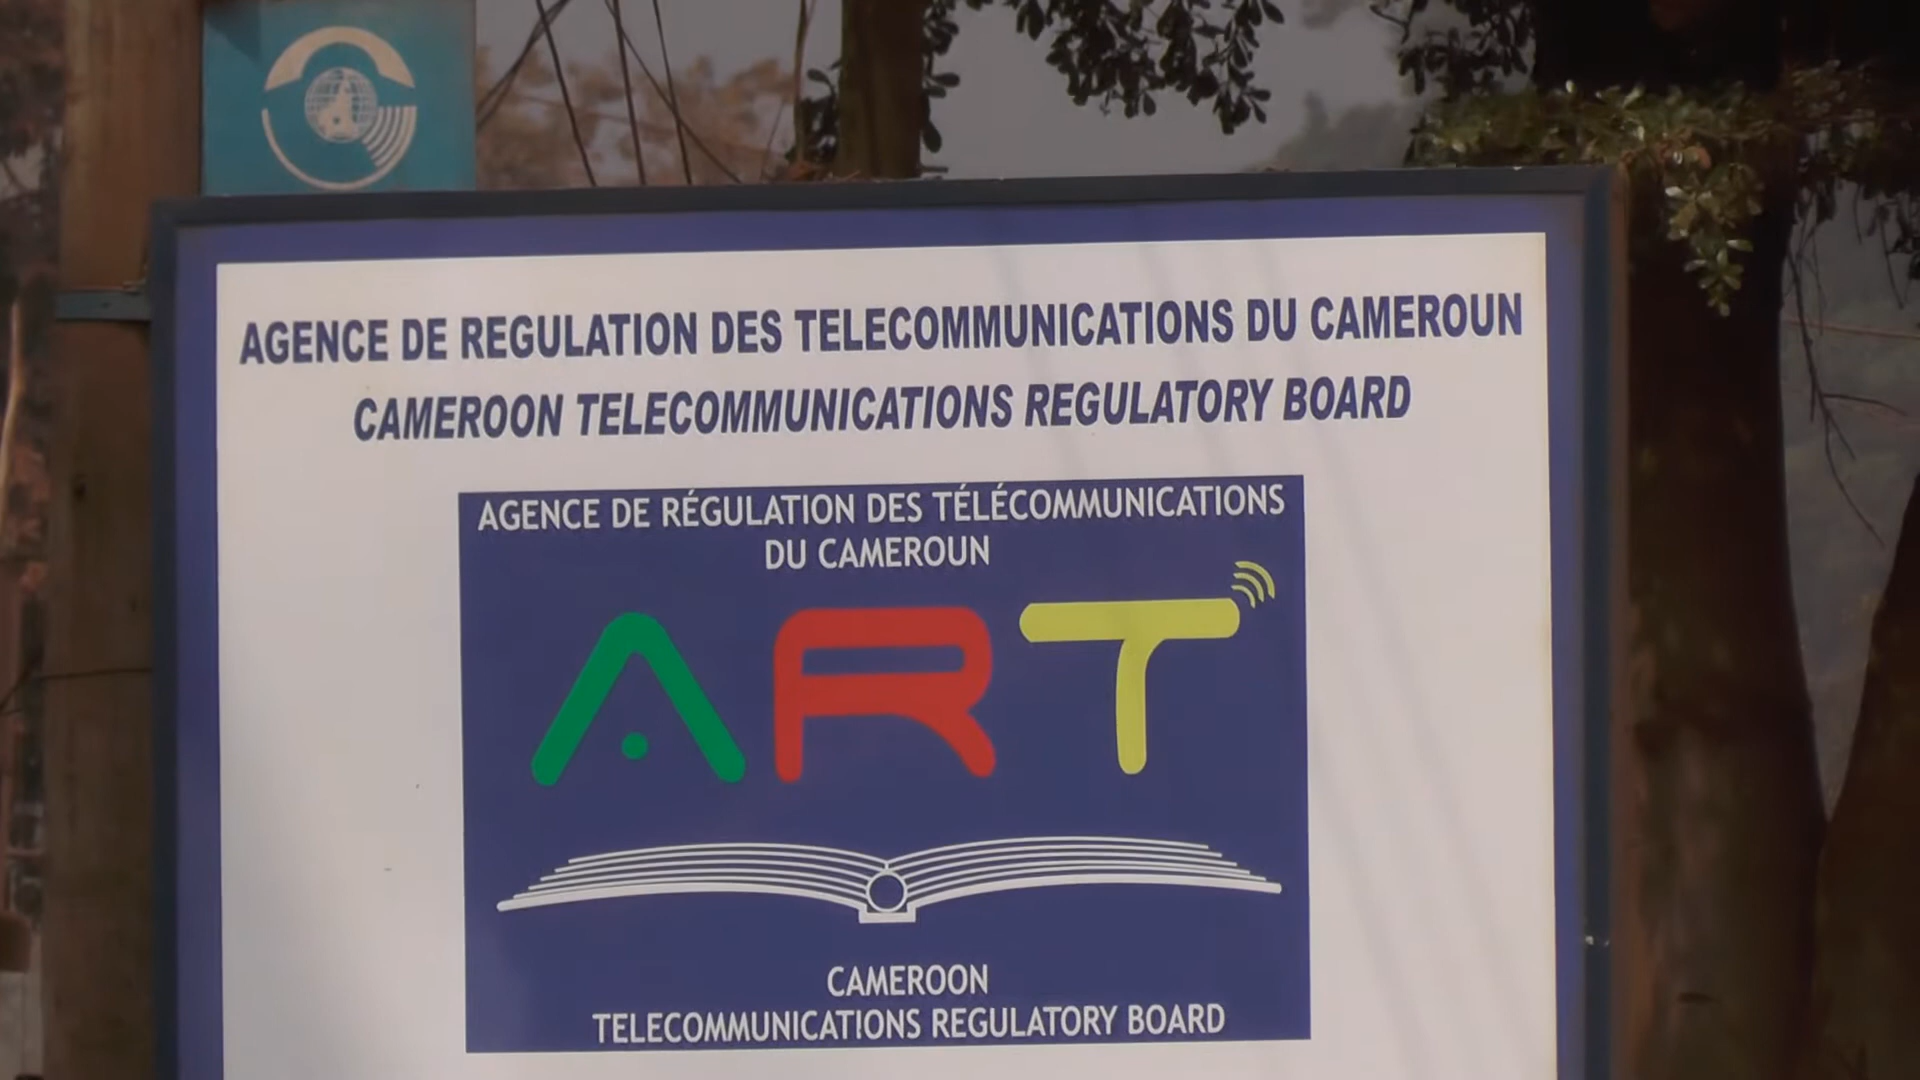 AGENCE DE REGULATION DES TELECOMMUNICATIONS DU CAMEROUN
CAMEROON TELECOMMUNICATIONS REGULATORY BOARD
AGENCE DE RÉGULATION DES TÉLÉCOMMUNICATIONS
DU CAMEROUN
ART
CAMEROON
TELECOMMUNICATIONS REGULATORY BOARD